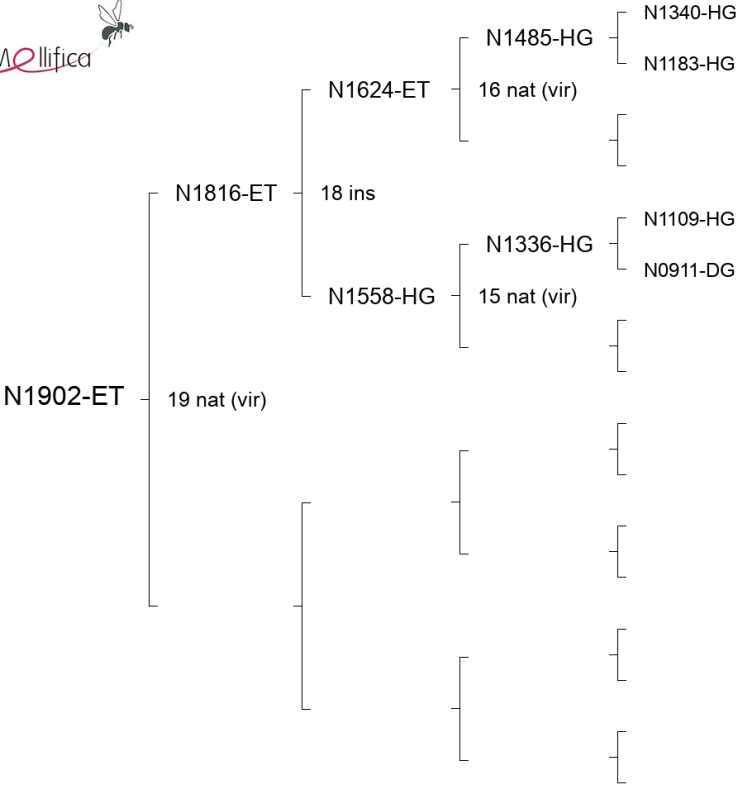 Mellifica
N1340-HG
N1485-HG
N1183-HG
N1624-ET
16 nat (vir)
N1816-ET
18 ins
N1109-HG
N1336-HG
N0911-DG
N1558-HG
15 nat (vir)
N1902-ET
19 nat (vir)